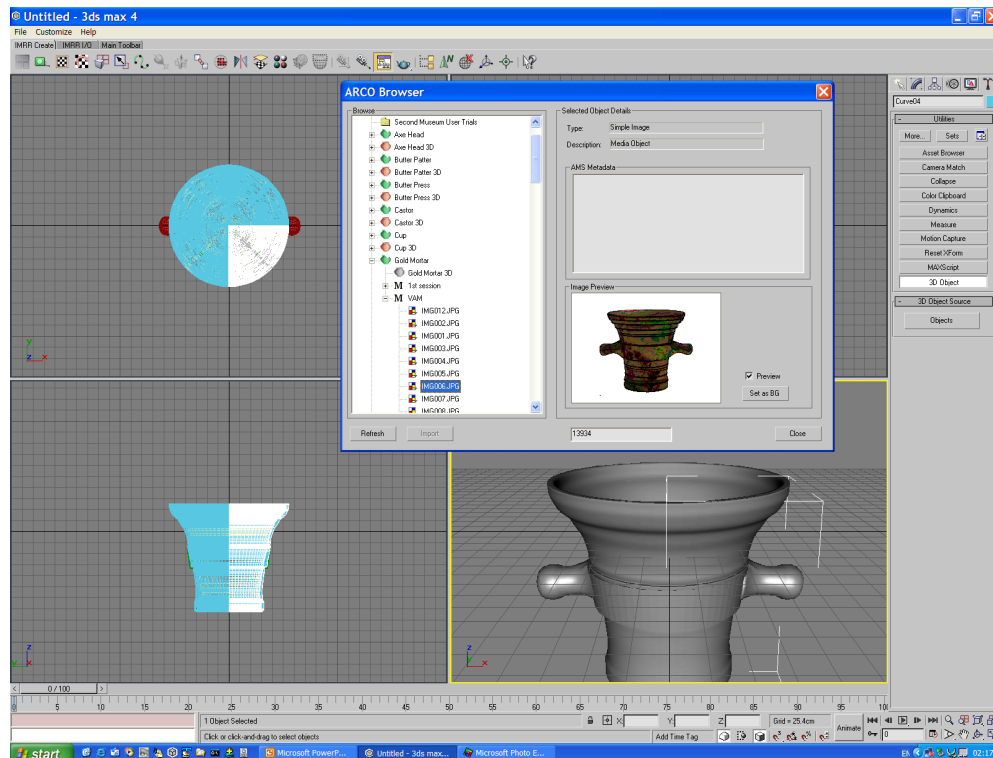 Untitled - 3ds max 4
File Customize Help
IMRR Create IMRR I/O Main Toolbar
ARCO Browser
Browse
Second Museum User Trials
Axe Head
Axe Head 3D
Butter Patter
Butter Patter 3D
Butter Press
Butter Press 3D
Castor
Castor 3D
Cup
Cup 3D
Gold Mortar
Gold Mortar 3D
M 1st session
M VAM
IMG012.JPG
IMG002.JPG
IMG001.JPG
IMG003.JPG
IMG004.JPG
IMG005.JPG
IMG006.JPG
IMG007.JPG
IMG008.JPG
Selected Object Details
Type: Simple Image
Description: Media Object
AMS Metadata
Image Preview
Preview
Set as BG
Refresh Import 13934 Close
Curve04
- Utilities
More... Sets
Asset Browser
Camera Match
Collapse
Color Clipboard
Dynamics
Measure
Motion Capture
Reset XForm
MAXScript
3D Object
- 3D Object Source
Objects
y
z x
z
y x
z
x
< 0 / 100 >
0 5 10 15 20 25 30 35 40 45 50 55 60 65 70 75 80 85 90 95 100
1 Object Selected X: Y: Z: Grid = 25.4cm
Click or click-and-drag to select objects Add Time Tag Animate 0
start Microsoft PowerP... Untitled - 3ds max... Microsoft Photo E... EN 02:17